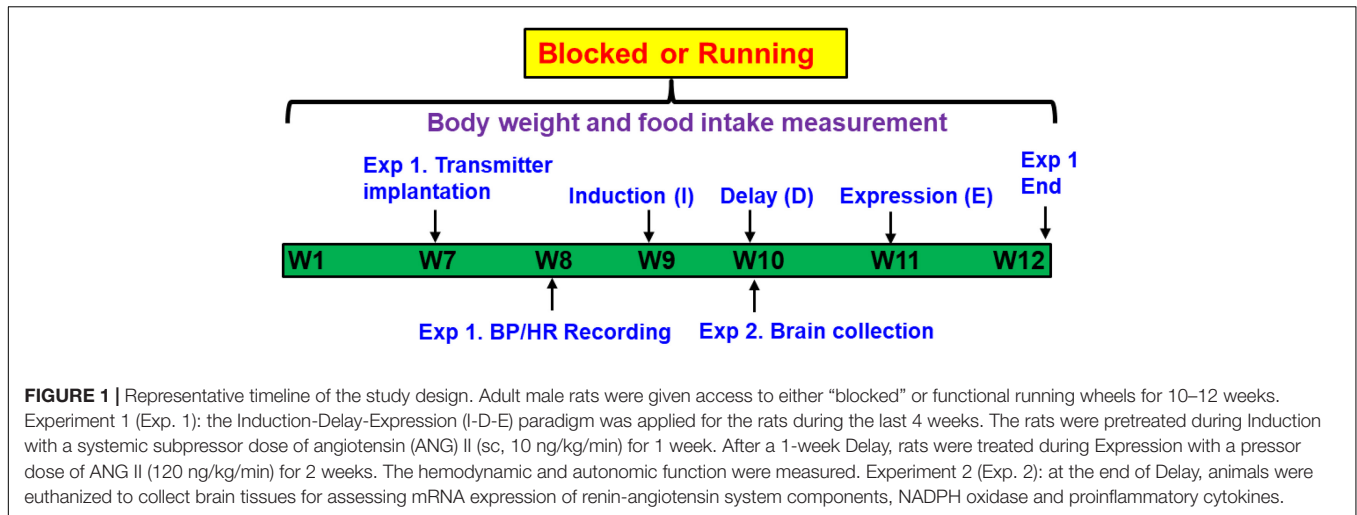 Blocked or Running
Body weight and food intake measurement
Exp 1. Transmitter
implantation
Induction (I)
Delay (D)
Expression (E)
Exp 1
End
W1 W7 W8 W9 W10 W11 W12
Exp 1. BP/HR Recording
Exp 2. Brain collection
FIGURE 1 | Representative timeline of the study design. Adult male rats were given access to either “blocked” or functional running wheels for 10–12 weeks.
Experiment 1 (Exp. 1): the Induction-Delay-Expression (I-D-E) paradigm was applied for the rats during the last 4 weeks. The rats were pretreated during Induction
with a systemic subpressor dose of angiotensin (ANG) II (sc, 10 ng/kg/min) for 1 week. After a 1-week Delay, rats were treated during Expression with a pressor
dose of ANG II (120 ng/kg/min) for 2 weeks. The hemodynamic and autonomic function were measured. Experiment 2 (Exp. 2): at the end of Delay, animals were
euthanized to collect brain tissues for assessing mRNA expression of renin-angiotensin system components, NADPH oxidase and proinflammatory cytokines.